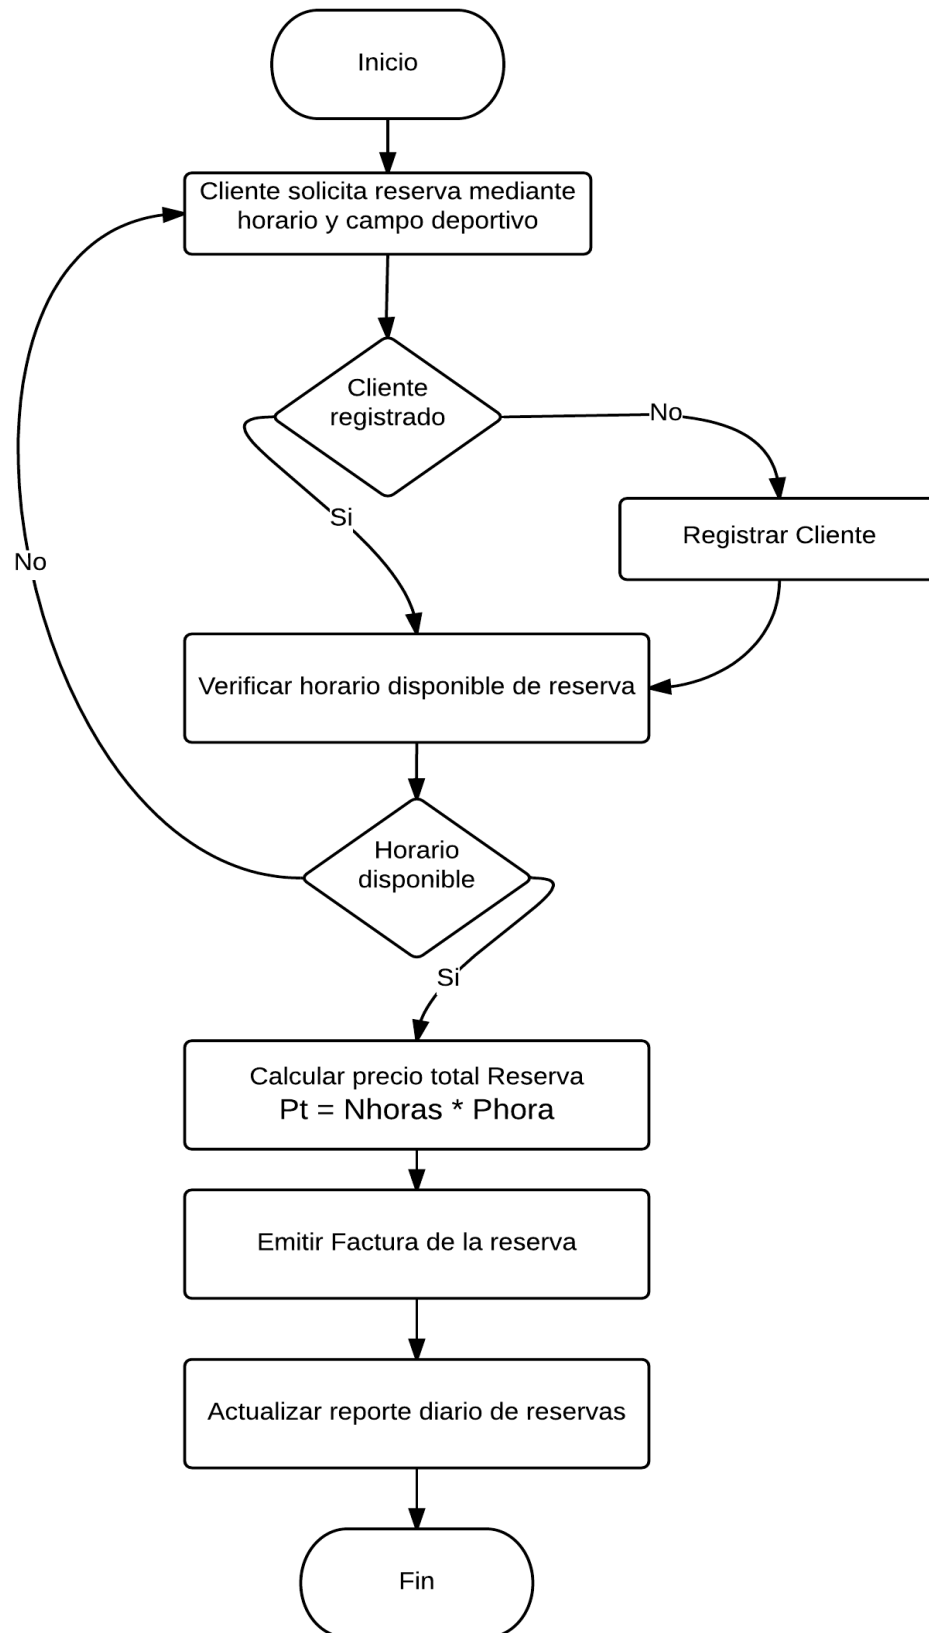 Inicio
Cliente solicita reserva mediante
horario y campo deportivo
Cliente
registrado
No
Si
Registrar Cliente
No
Verificar horario disponible de reserva
Horario
disponible
Si
Calcular precio total Reserva
Pt = Nhoras * Phora
Emitir Factura de la reserva
Actualizar reporte diario de reservas
Fin